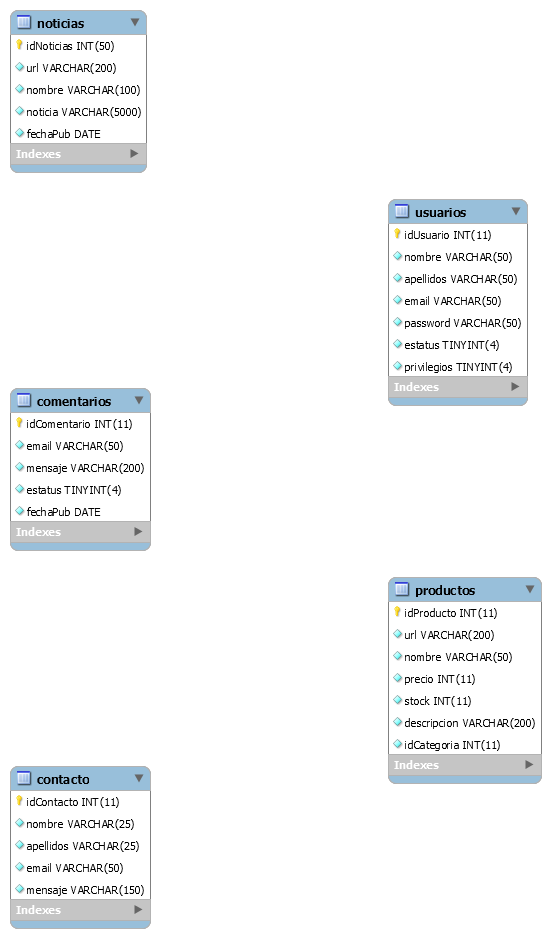 noticias
idNoticias INT(50)
url VARCHAR(200)
nombre VARCHAR(100)
noticia VARCHAR(5000)
fechaPub DATE
Indexes
usuarios
idUsuario INT(11)
nombre VARCHAR(50)
apellidos VARCHAR(50)
email VARCHAR(50)
password VARCHAR(50)
estatus TINYINT(4)
privilegios TINYINT(4)
Indexes
comentarios
idComentario INT(11)
email VARCHAR(50)
mensaje VARCHAR(200)
estatus TINYINT(4)
fechaPub DATE
Indexes
productos
idProducto INT(11)
url VARCHAR(200)
nombre VARCHAR(50)
precio INT(11)
stock INT(11)
descripcion VARCHAR(200)
idCategoria INT(11)
Indexes
contacto
idContacto INT(11)
nombre VARCHAR(25)
apellidos VARCHAR(25)
email VARCHAR(50)
mensaje VARCHAR(150)
Indexes